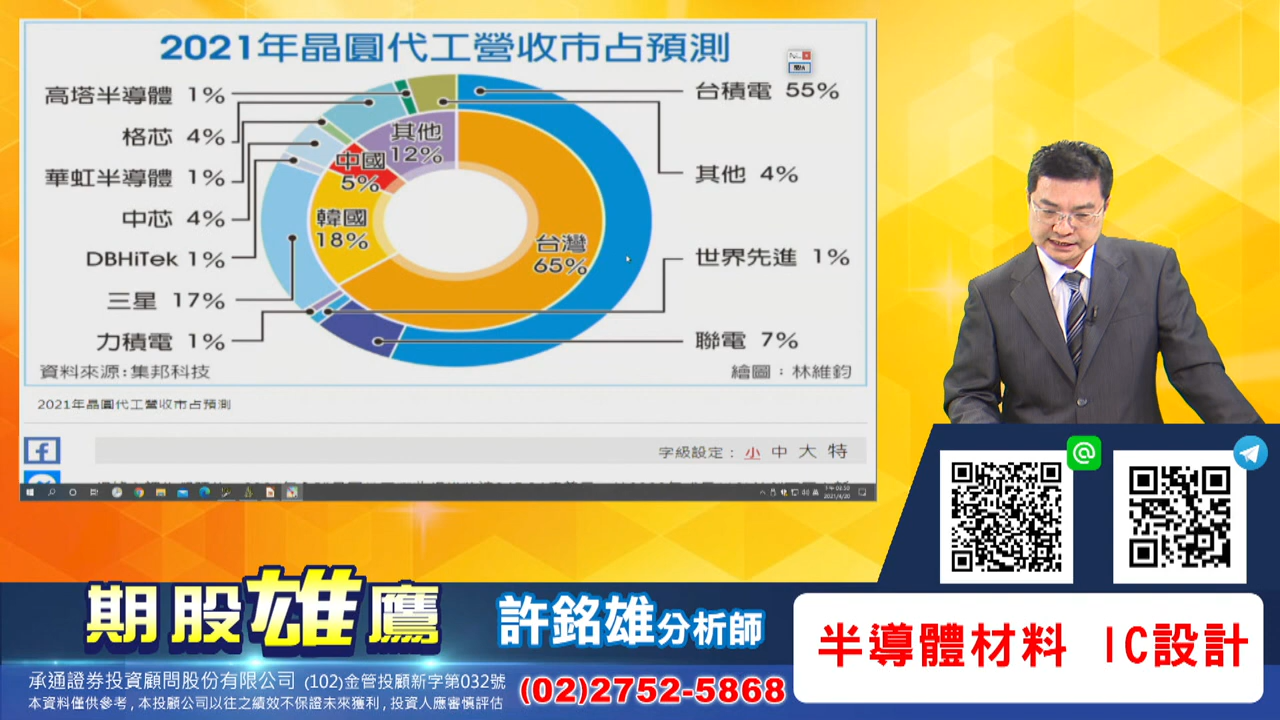 2021年晶圓代工營收市占預測
高塔半導體 1%
格芯 4%
華虹半導體 1%
中芯 4%
DBHiTek 1%
三星 17%
力積電 1%
其他
12%
中國
5%
韓國
18%
台灣
65%
台積電 55%
其他 4%
世界先進 1%
聯電 7%
資料來源:集邦科技
繪圖:林維鈞
2021年晶圓代工營收市占預測
字級設定: 小 中 大 特
2021/4/20
期股雄鷹
許銘雄分析師
半導體材料 IC設計
承通證券投資顧問股份有限公司 (102)金管投顧新字第032號
本資料僅供參考,本投顧公司以往之績效不保證未來獲利,投資人應審慎評估
(02)2752-5868